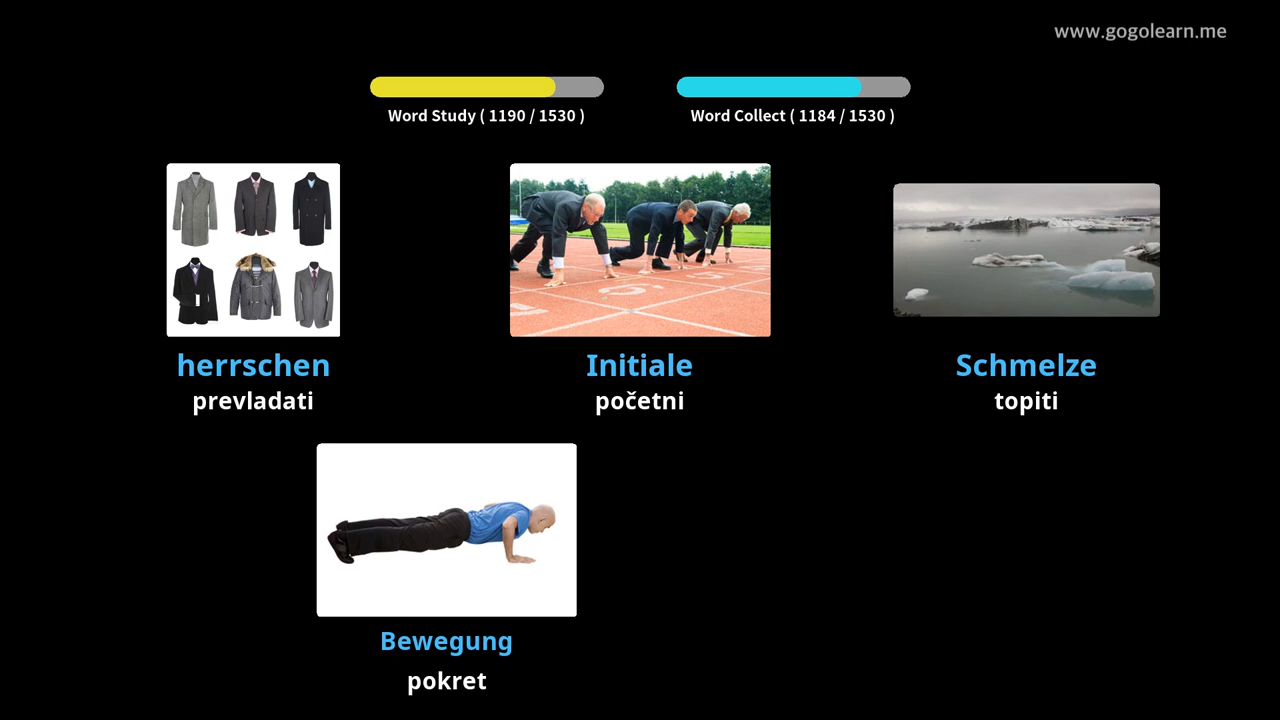 www.gogolearn.me
Word Study ( 1190 / 1530 )
Word Collect ( 1184 / 1530 )
herrschen
prevladati
Initiale
početni
Schmelze
topiti
Bewegung
pokret